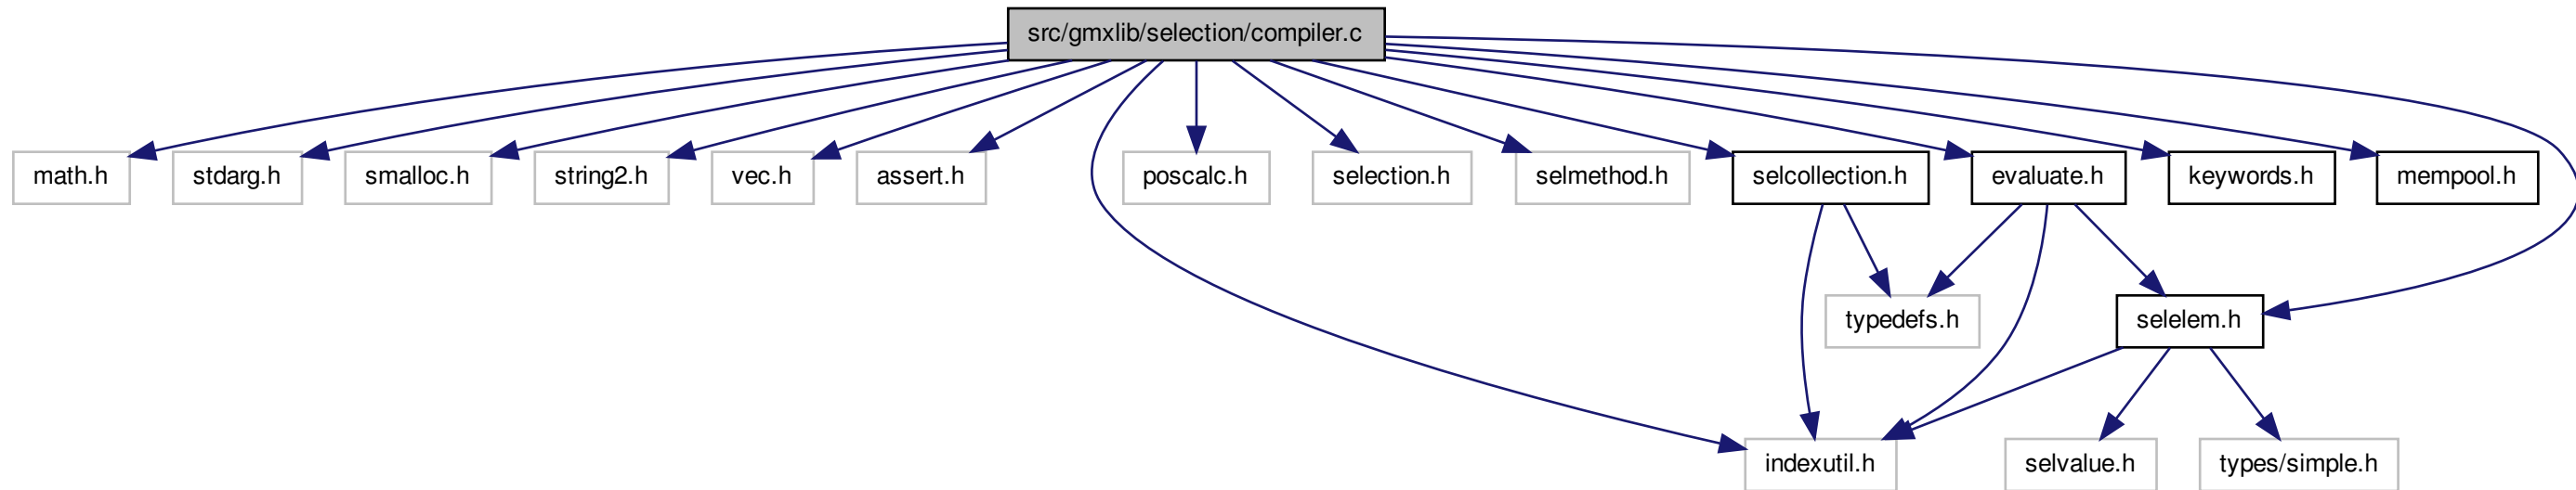 src/gmxlib/selection/compiler.c
math.h
stdarg.h
smalloc.h
string2.h
vec.h
assert.h
poscalc.h
selection.h
selmethod.h
selcollection.h
evaluate.h
keywords.h
mempool.h
typedefs.h
selelem.h
indexutil.h
selvalue.h
types/simple.h